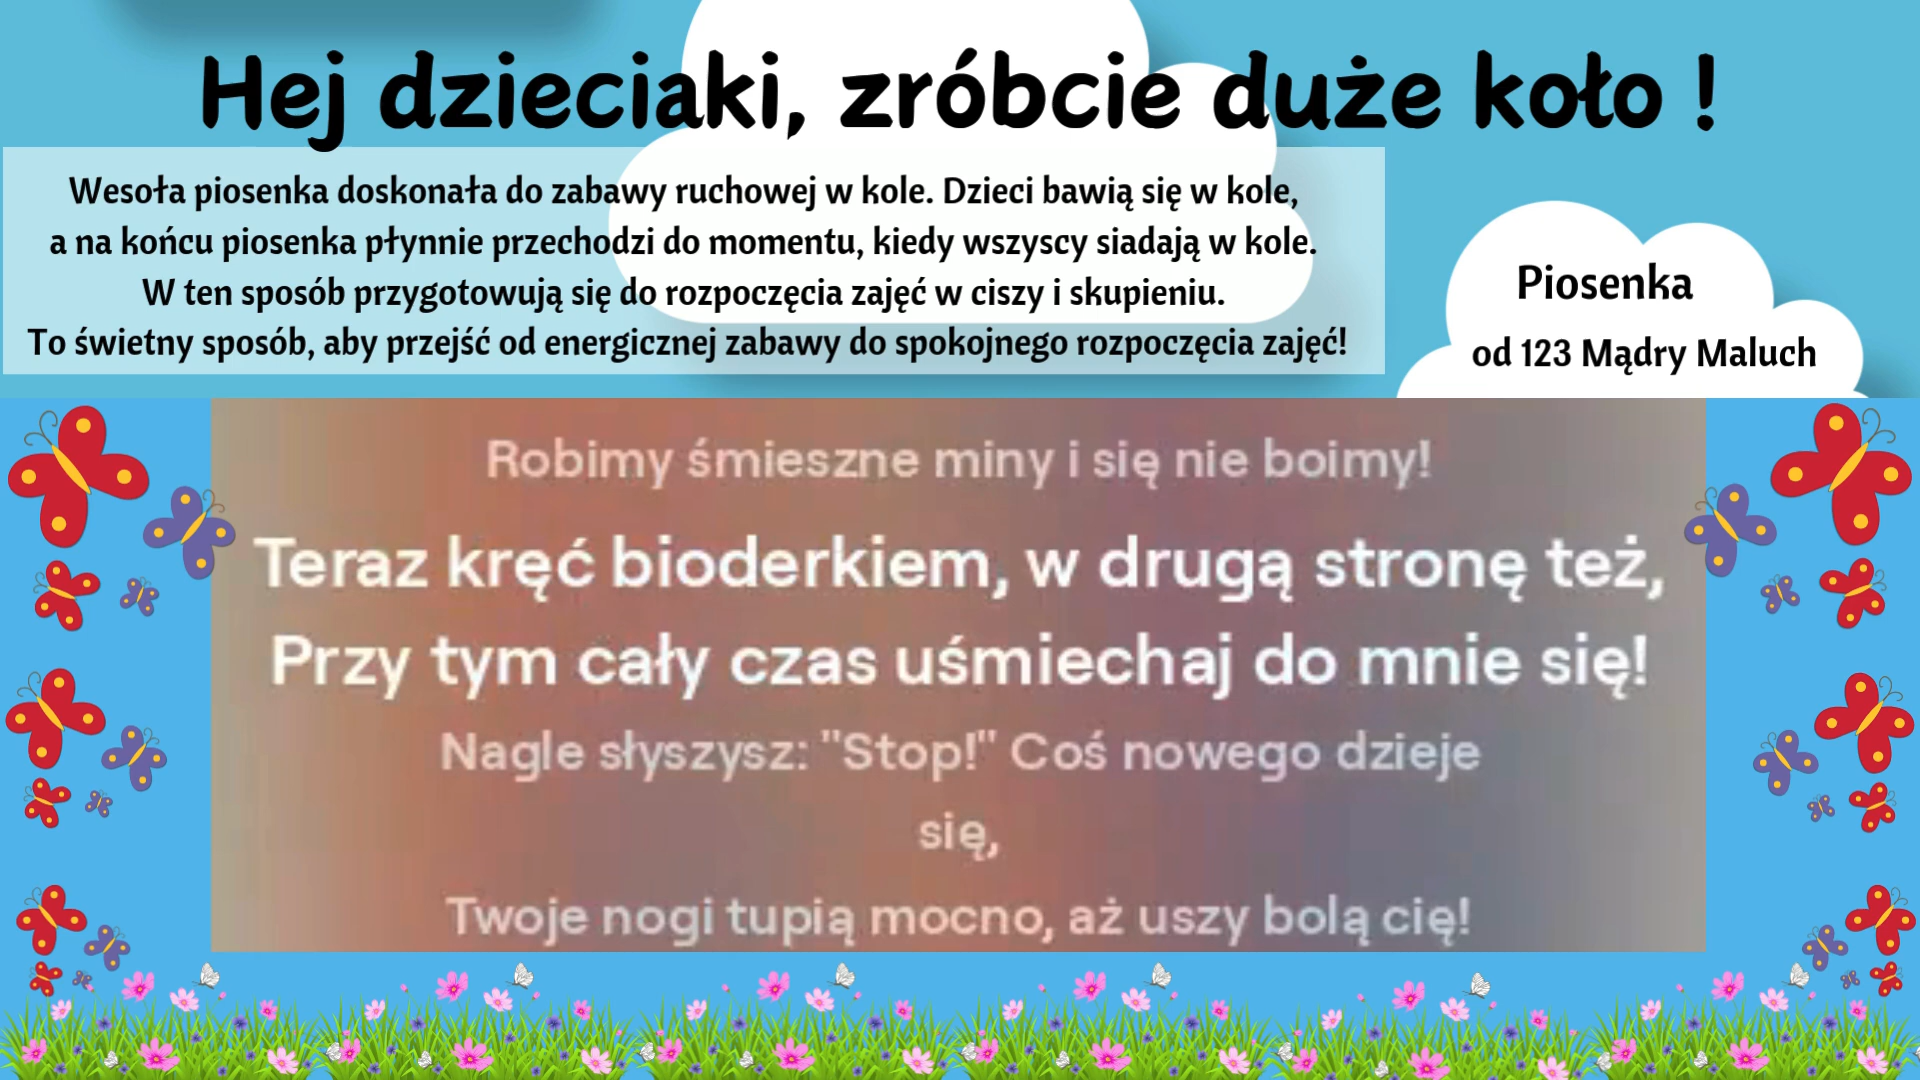 Hej dzieciaki, zróbcie duże koło !
Wesoła piosenka doskonała do zabawy ruchowej w kole. Dzieci bawią się w kole,
a na końcu piosenka płynnie przechodzi do momentu, kiedy wszyscy siadają w kole.
W ten sposób przygotowują się do rozpoczęcia zajęć w ciszy i skupieniu.
To świetny sposób, aby przejść od energicznej zabawy do spokojnego rozpoczęcia zajęć!
Piosenka
od 123 Mądry Maluch
Robimy śmieszne miny i się nie boimy!
Teraz kręć bioderkiem, w drugą stronę też,
Przy tym cały czas uśmiechaj do mnie się!
Nagle słyszysz: "Stop!" Coś nowego dzieje
się,
Twoje nogi tupią mocno, aż uszy bolą cię!